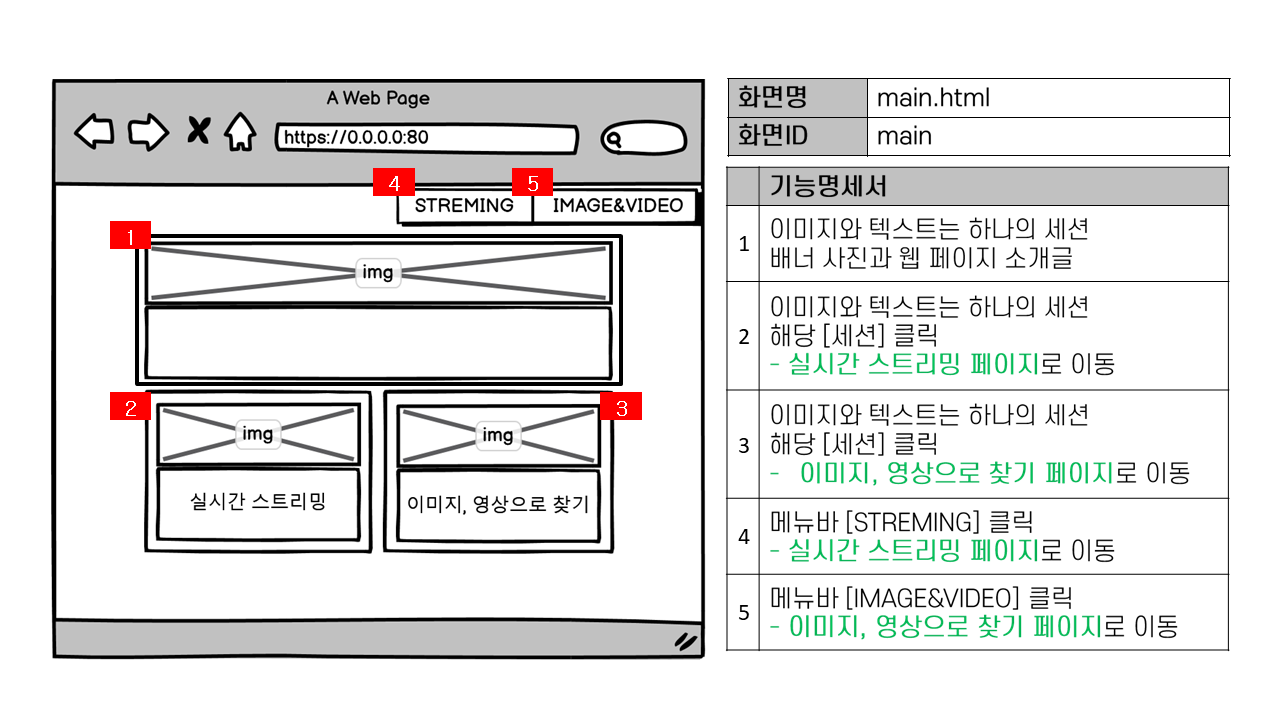 A Web Page
https://0.0.0.0:80
4
STREMING
5
IMAGE&VIDEO
1
img
2
img
실시간 스트리밍
3
img
이미지, 영상으로 찾기
화면명 main.html
화면ID main
기능명세서
1
이미지와 텍스트는 하나의 세션
배너 사진과 웹 페이지 소개글
2
이미지와 텍스트는 하나의 세션
해당 [세션] 클릭
- 실시간 스트리밍 페이지로 이동
3
이미지와 텍스트는 하나의 세션
해당 [세션] 클릭
- 이미지, 영상으로 찾기 페이지로 이동
4
메뉴바 [STREMING] 클릭
- 실시간 스트리밍 페이지로 이동
5
메뉴바 [IMAGE&VIDEO] 클릭
- 이미지, 영상으로 찾기 페이지로 이동